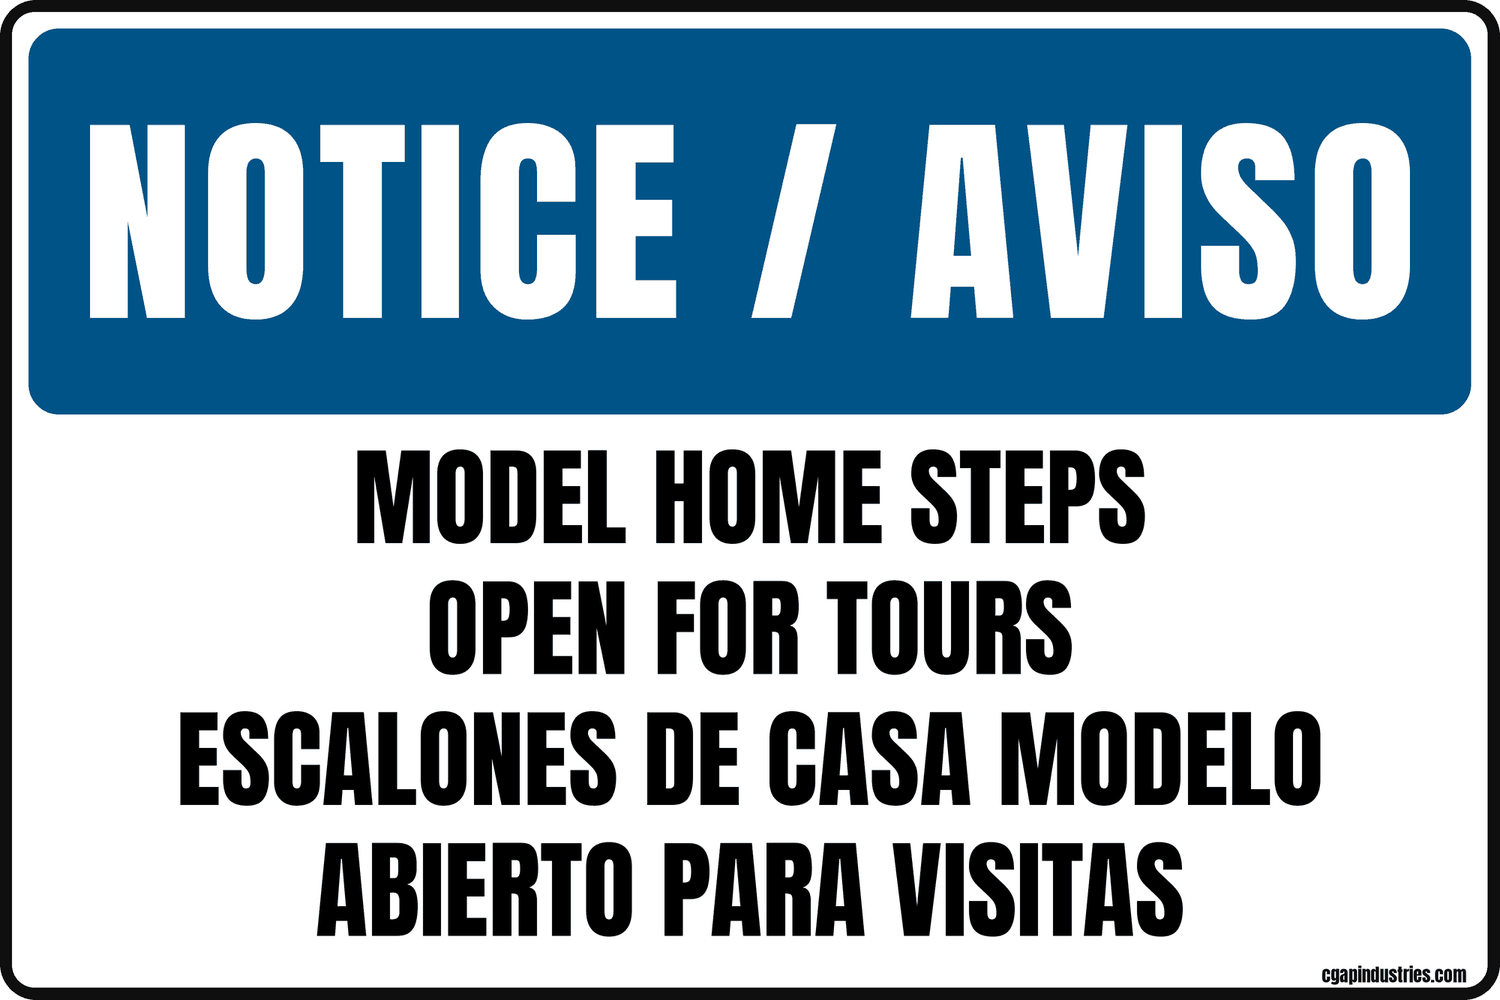 NOTICE / AVISO
MODEL HOME STEPS
OPEN FOR TOURS
ESCALONES DE CASA MODELO
ABIERTO PARA VISITAS
cgapindustries.com